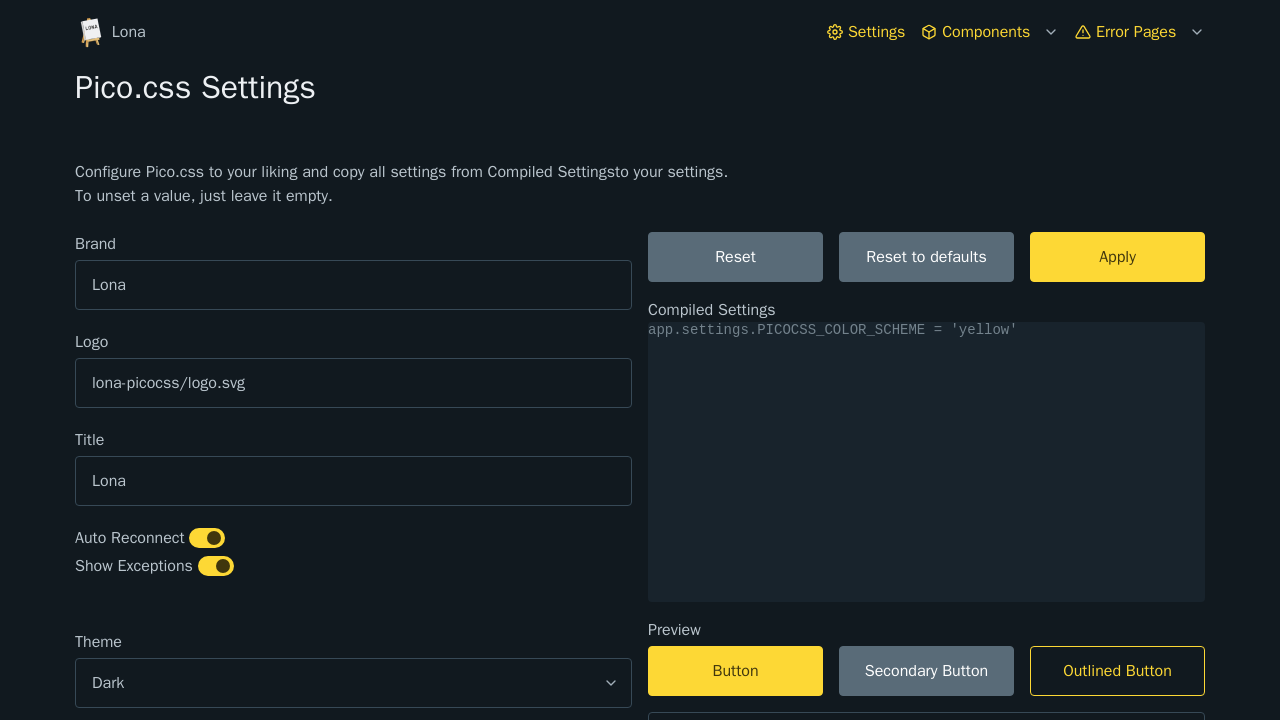 LONA
Lona
Settings
Components
Error Pages
Pico.css Settings
Configure Pico.css to your liking and copy all settings from Compiled Settingsto your settings.
To unset a value, just leave it empty.
Brand
Lona
Logo
lona-picocss/logo.svg
Title
Lona
Auto Reconnect
Show Exceptions
Theme
Dark
Reset
Reset to defaults
Apply
Compiled Settings
app.settings.PICOCSS_COLOR_SCHEME = 'yellow'
Preview
Button
Secondary Button
Outlined Button